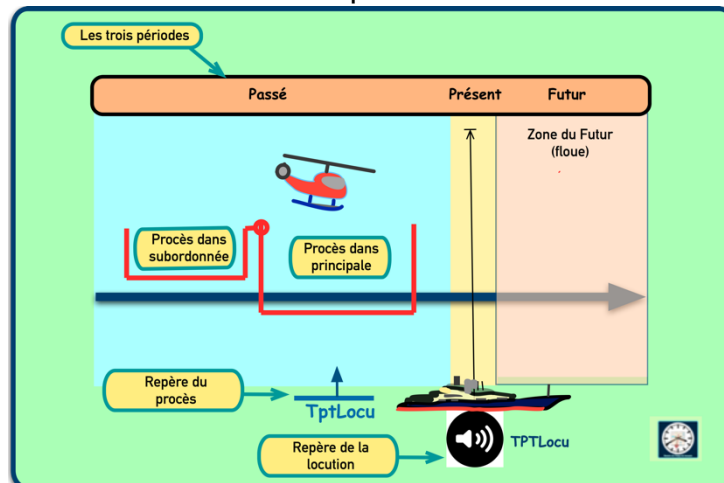 Les trois périodes
Passé
Présent
Futur
Zone du Futur
(floue)
Procès dans
subordonnée
Procès dans
principale
Repère du
procès
TptLocu
TPTLocu
Repère de la
locution